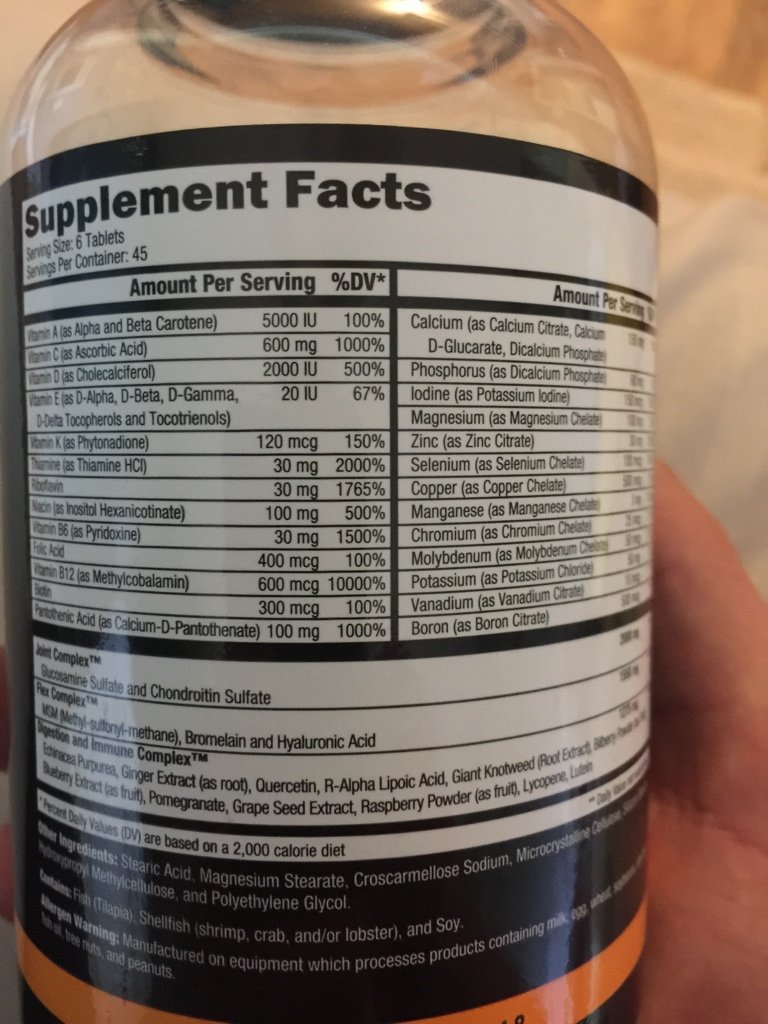 Supplement Facts
Serving Size: 6 Tablets
Servings Per Container: 45
Amount Per Serving %DV*
Vitamin A (as Alpha and Beta Carotene) 5000 IU 100%
Vitamin C (as Ascorbic Acid) 600 mg 1000%
Vitamin D (as Cholecalciferol) 2000 IU 500%
Vitamin E (as D-Alpha, D-Beta, D-Gamma, 20 IU 67%
D-Delta Tocopherols and Tocotrienols)
Vitamin K (as Phytonadione) 120 mcg 150%
Thiamine (as Thiamine HCl) 30 mg 2000%
Riboflavin 30 mg 1765%
Niacin (as Inositol Hexanicotinate) 100 mg 500%
Vitamin B6 (as Pyridoxine) 30 mg 1500%
Folic Acid 400 mcg 100%
Vitamin B12 (as Methylcobalamin) 600 mcg 10000%
Biotin 300 mcg 100%
Pantothenic Acid (as Calcium-D-Pantothenate) 100 mg 1000%
Amount Per Serving
Calcium (as Calcium Citrate, Calcium
D-Glucarate, Dicalcium Phosphate)
Phosphorus (as Dicalcium Phosphate)
Iodine (as Potassium Iodine)
Magnesium (as Magnesium Chelate)
Zinc (as Zinc Citrate)
Selenium (as Selenium Chelate)
Copper (as Copper Chelate)
Manganese (as Manganese Chelate)
Chromium (as Chromium Chelate)
Molybdenum (as Molybdenum Chelate)
Potassium (as Potassium Chloride)
Vanadium (as Vanadium Citrate)
Boron (as Boron Citrate)
Joint Complex™
Glucosamine Sulfate and Chondroitin Sulfate
Flex Complex™
MSM (Methyl-sulfonyl-methane), Bromelain and Hyaluronic Acid
Digestion and Immune Complex™
Echinacea Purpurea, Ginger Extract (as root), Quercetin, R-Alpha Lipoic Acid, Giant Knotweed (Root Extract), Bilberry Powder
Blueberry Extract (as fruit), Pomegranate, Grape Seed Extract, Raspberry Powder (as fruit), Lycopene, Lutein
*Percent Daily Values (DV) are based on a 2,000 calorie diet
** Daily Value not
Other Ingredients: Stearic Acid, Magnesium Stearate, Croscarmellose Sodium, Microcrystalline Cellulose,
Hydroxypropyl Methylcellulose, and Polyethylene Glycol.
Contains: Fish (Tilapia), Shellfish (shrimp, crab, and/or lobster), and Soy.
Allergen Warning: Manufactured on equipment which processes products containing milk, egg, wheat,
fish oil, tree nuts, and peanuts.